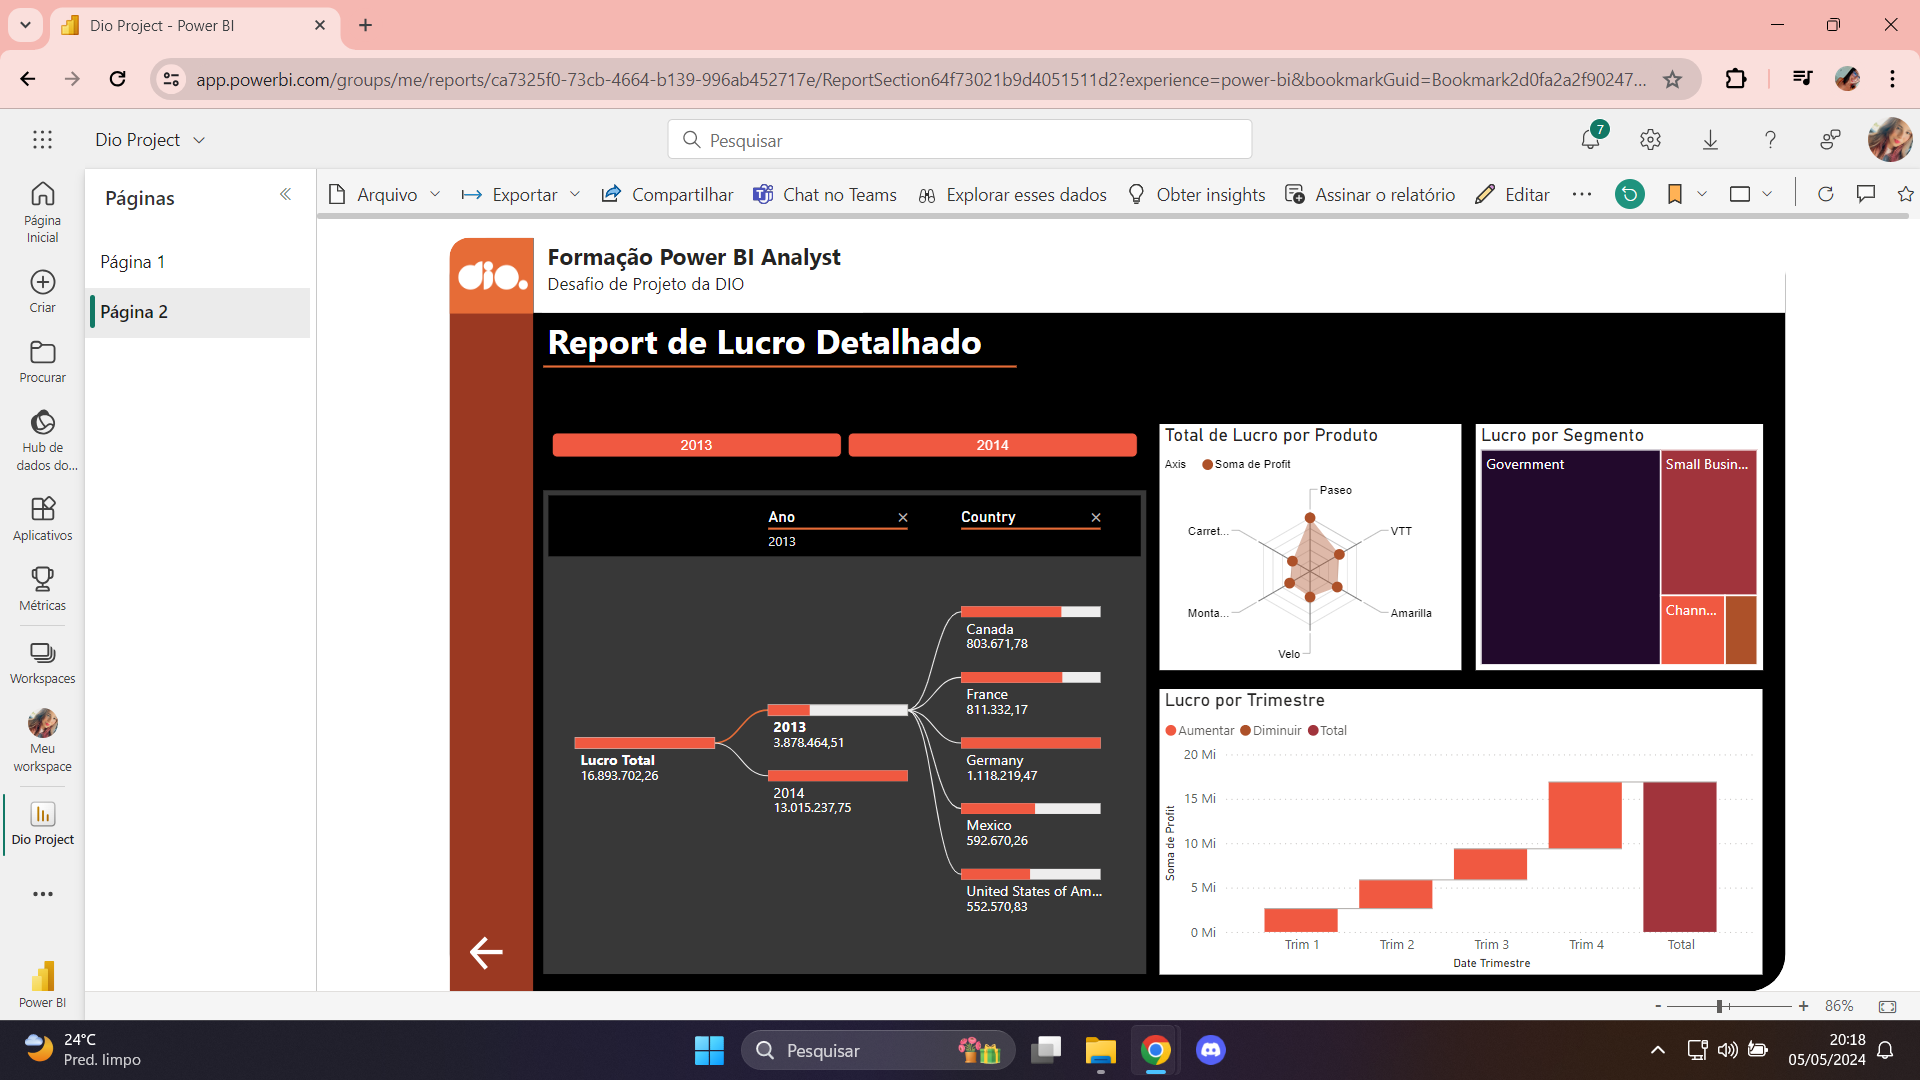 Dio Project - Power BI
app.powerbi.com/groups/me/reports/ca7325f0-73cb-4664-b139-996ab452717e/ReportSection64f73021b9d4051511d2?experience=power-bi&bookmarkGuid=Bookmark2d0fa2a2f90247...
Dio Project
Pesquisar
7
Páginas
Arquivo
Exportar
Compartilhar
Chat no Teams
Explorar esses dados
Obter insights
Assinar o relatório
Editar
Página
Inicial
Criar
Procurar
Hub de
dados do...
Aplicativos
Métricas
Workspaces
Meu
workspace
Dio Project
Power BI
Página 1
Página 2
dio.
Formação Power BI Analyst
Desafio de Projeto da DIO
Report de Lucro Detalhado
2013
2014
Ano
Country
2013
Lucro Total
16.893.702,26
2013
3.878.464,51
2014
13.015.237,75
Canada
803.671,78
France
811.332,17
Germany
1.118.219,47
Mexico
592.670,26
United States of Am...
552.570,83
Total de Lucro por Produto
Axis
Soma de Profit
Paseo
VTT
Amarilla
Velo
Monta...
Carret...
Lucro por Segmento
Government
Small Busin...
Chann...
Lucro por Trimestre
Aumentar
Diminuir
Total
Soma de Profit
20 Mi
15 Mi
10 Mi
5 Mi
0 Mi
Trim 1
Trim 2
Trim 3
Trim 4
Total
Date Trimestre
- + 86%
24°C
Pred. limpo
Pesquisar
20:18
05/05/2024